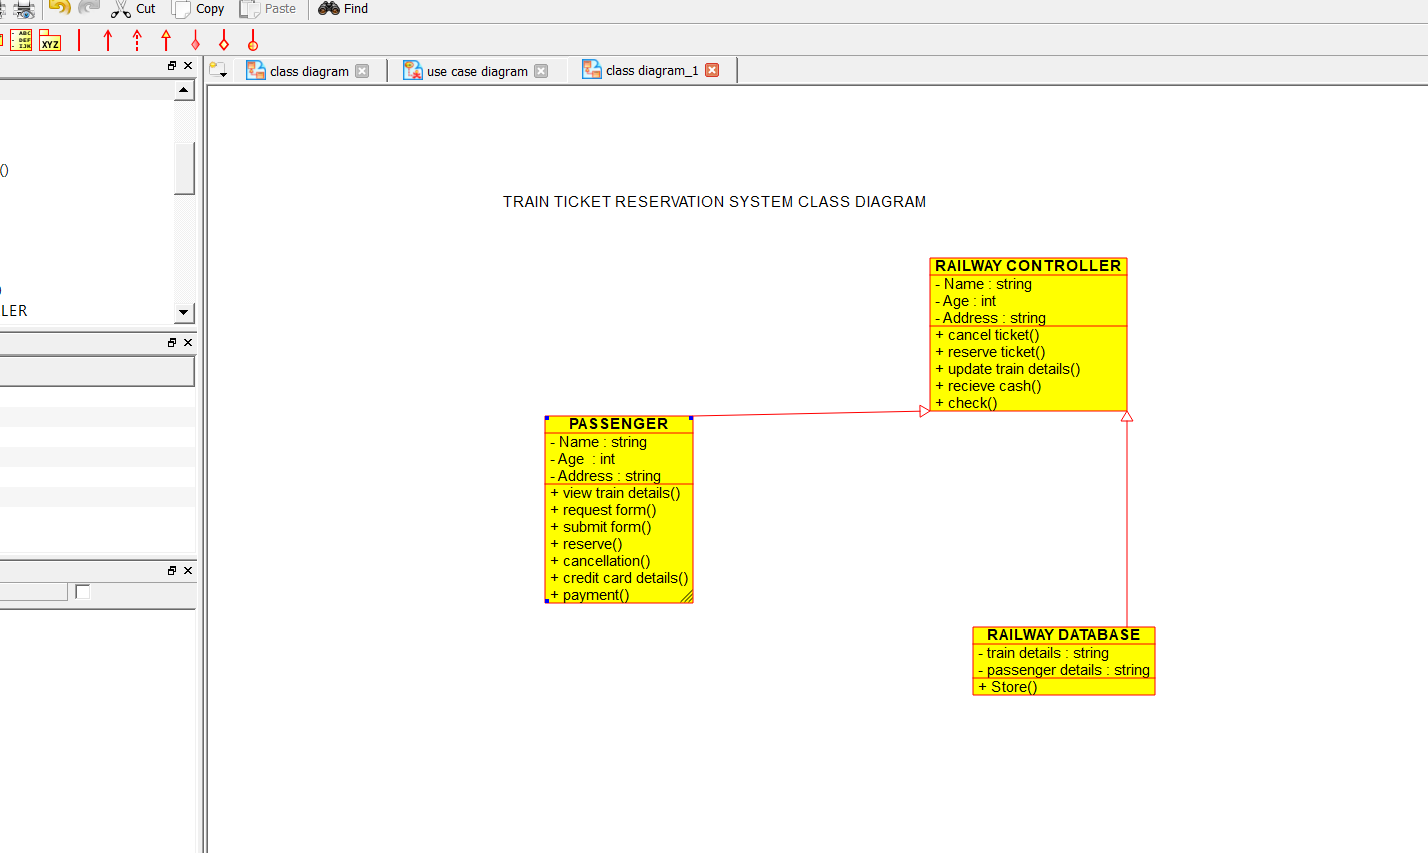 Cut Copy Paste Find
ABC
DEF
IJK
XYZ
class diagram use case diagram class diagram_1
()
)
LER
TRAIN TICKET RESERVATION SYSTEM CLASS DIAGRAM
RAILWAY CONTROLLER
- Name : string
- Age : int
- Address : string
+ cancel ticket()
+ reserve ticket()
+ update train details()
+ recieve cash()
+ check()
PASSENGER
- Name : string
- Age : int
- Address : string
+ view train details()
+ request form()
+ submit form()
+ reserve()
+ cancellation()
+ credit card details()
+ payment()
RAILWAY DATABASE
- train details : string
- passenger details : string
+ Store()